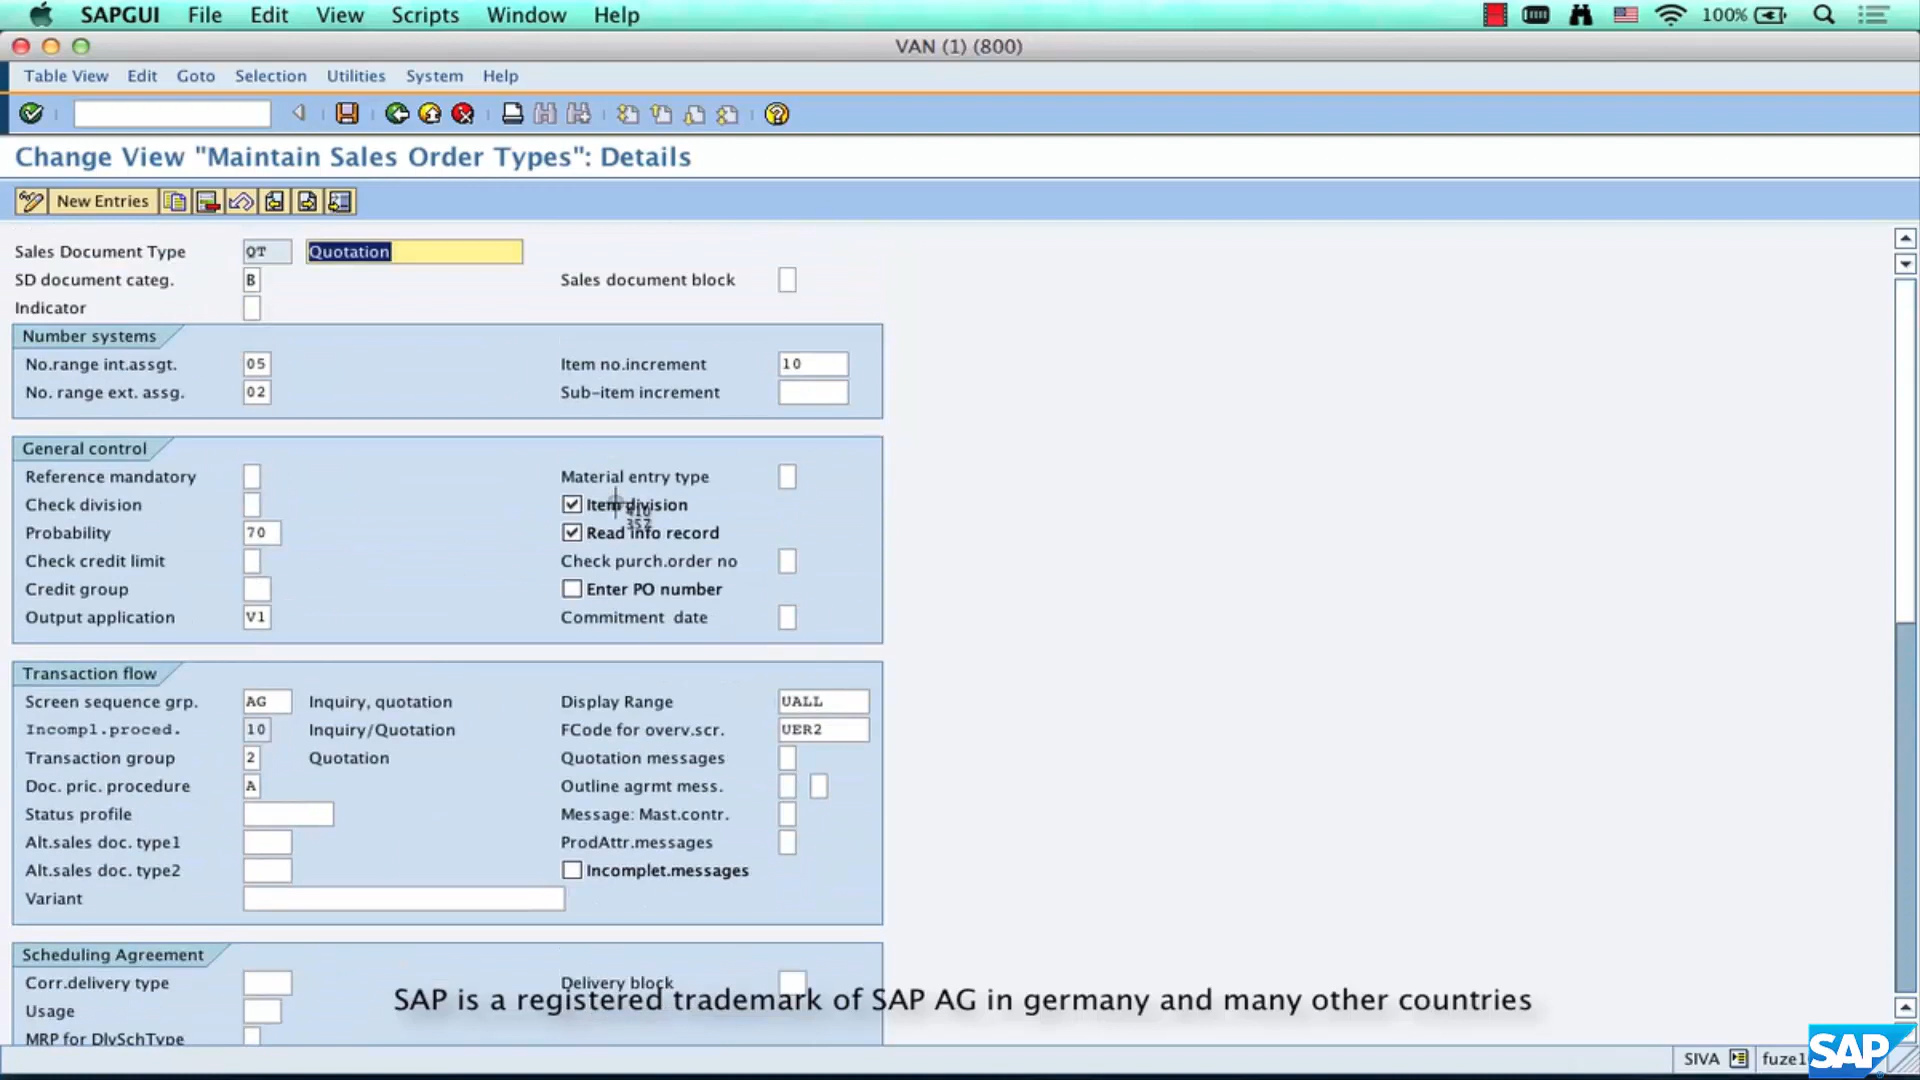 SAPGUI File Edit View Scripts Window Help 100%
VAN (1) (800)
Table View Edit Goto Selection Utilities System Help
Change View "Maintain Sales Order Types": Details
New Entries
Sales Document Type QT Quotation
SD document categ. B Sales document block
Indicator
Number systems
No.range int.assgt. 05 Item no.increment 10
No. range ext. assg. 02 Sub-item increment
General control
Reference mandatory Material entry type
Check division Item division
Probability 70 Read info record
Check credit limit Check purch.order no
Credit group Enter PO number
Output application V1 Commitment date
Transaction flow
Screen sequence grp. AG Inquiry, quotation Display Range UALL
Incompl.proced. 10 Inquiry/Quotation FCode for overv.scr. UER2
Transaction group 2 Quotation Quotation messages
Doc. pric. procedure A Outline agrmt mess.
Status profile Message: Mast.contr.
Alt.sales doc. type1 ProdAttr.messages
Alt.sales doc. type2 Incomplet.messages
Variant
Scheduling Agreement
Corr.delivery type Delivery block
SAP is a registered trademark of SAP AG in germany and many other countries
Usage
MRP for DlvSchType
SIVA fuze1
SAP